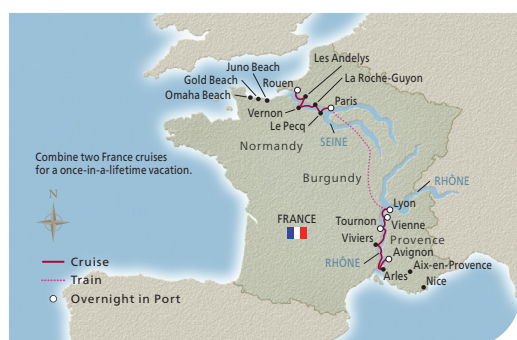 Les Andelys
Juno Beach
La Roche-Guyon
Gold Beach
Rouen
Omaha Beach
Paris
Vernon
Le Pecq
SEINE
Normandy
Combine two France cruises
for a once-in-a-lifetime vacation.
Burgundy
RHÔNE
N
Lyon
FRANCE
Tournon
Vienne
Viviers
Provence
Avignon
Cruise
RHÔNE
Aix-en-Provence
Train
Arles
Nice
Overnight in Port